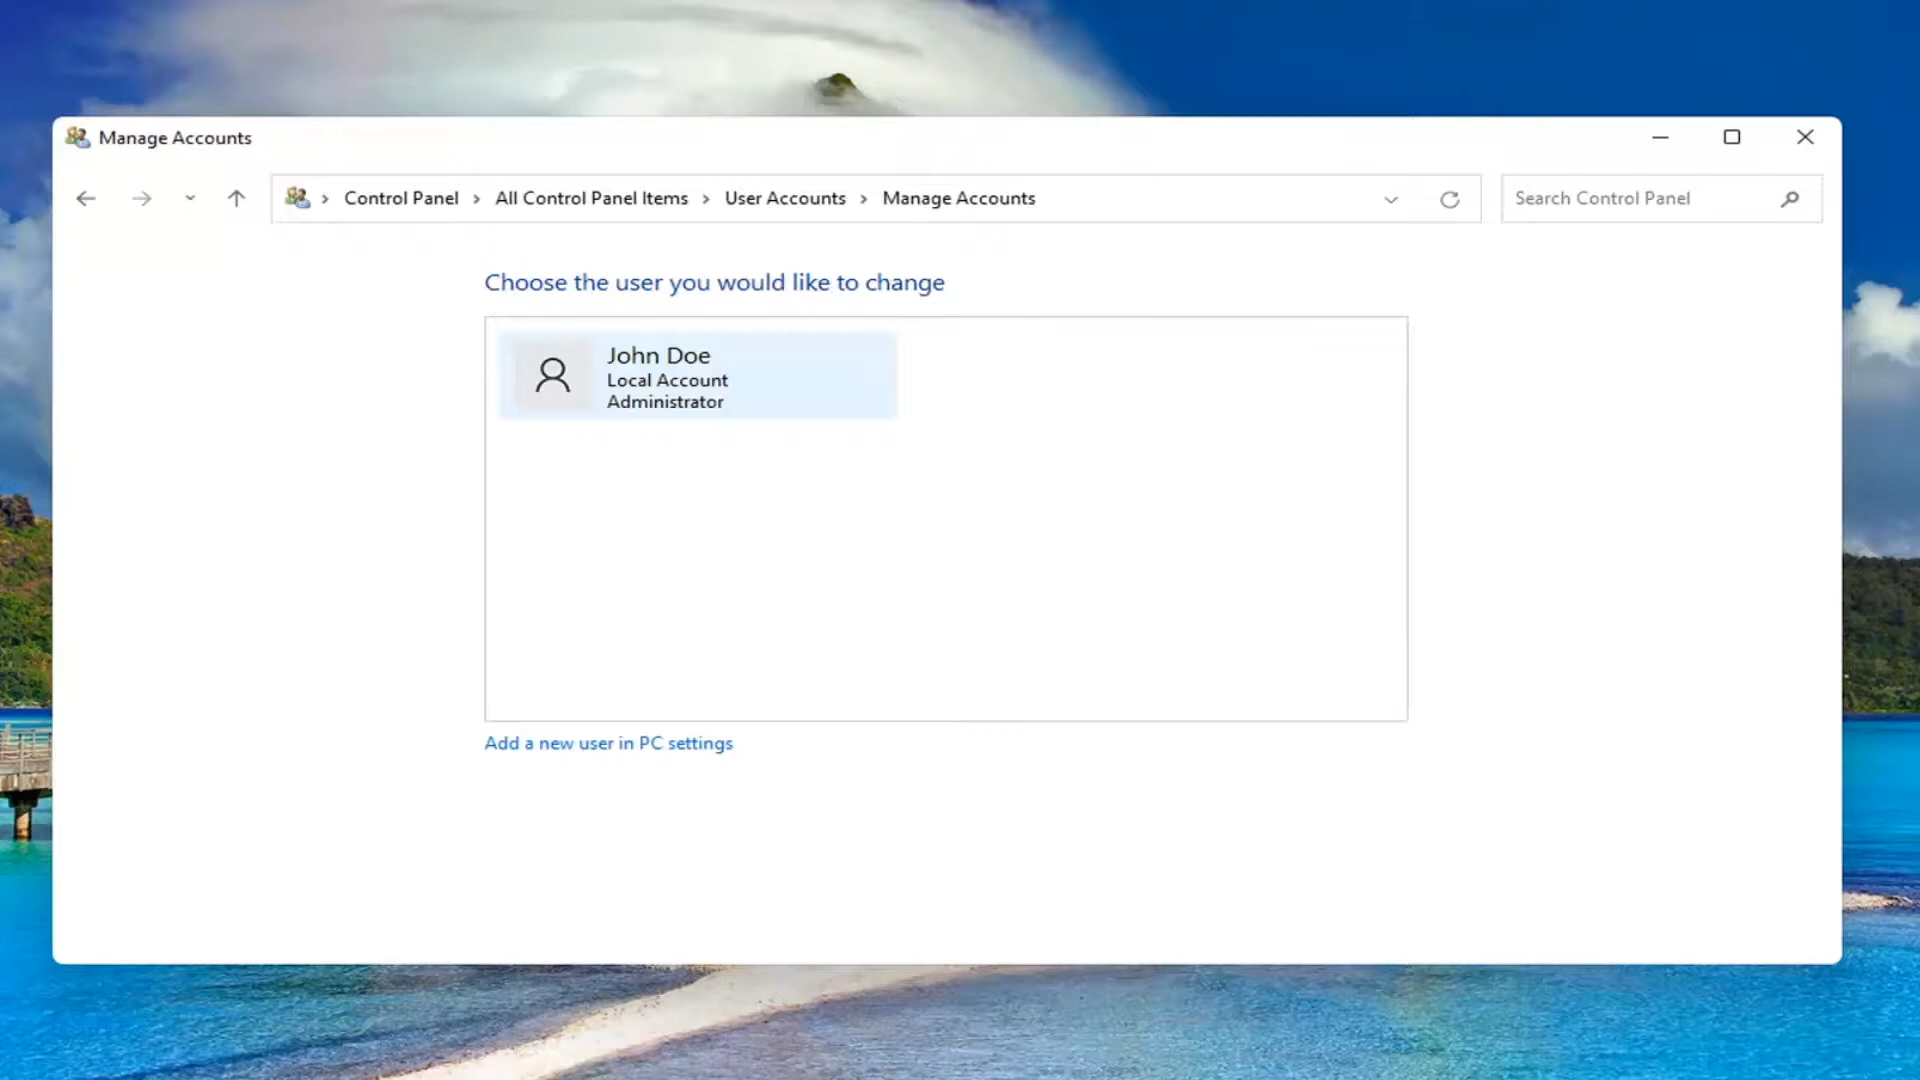 Manage Accounts
Control Panel > All Control Panel Items > User Accounts > Manage Accounts
Search Control Panel
Choose the user you would like to change
John Doe
Local Account
Administrator
Add a new user in PC settings